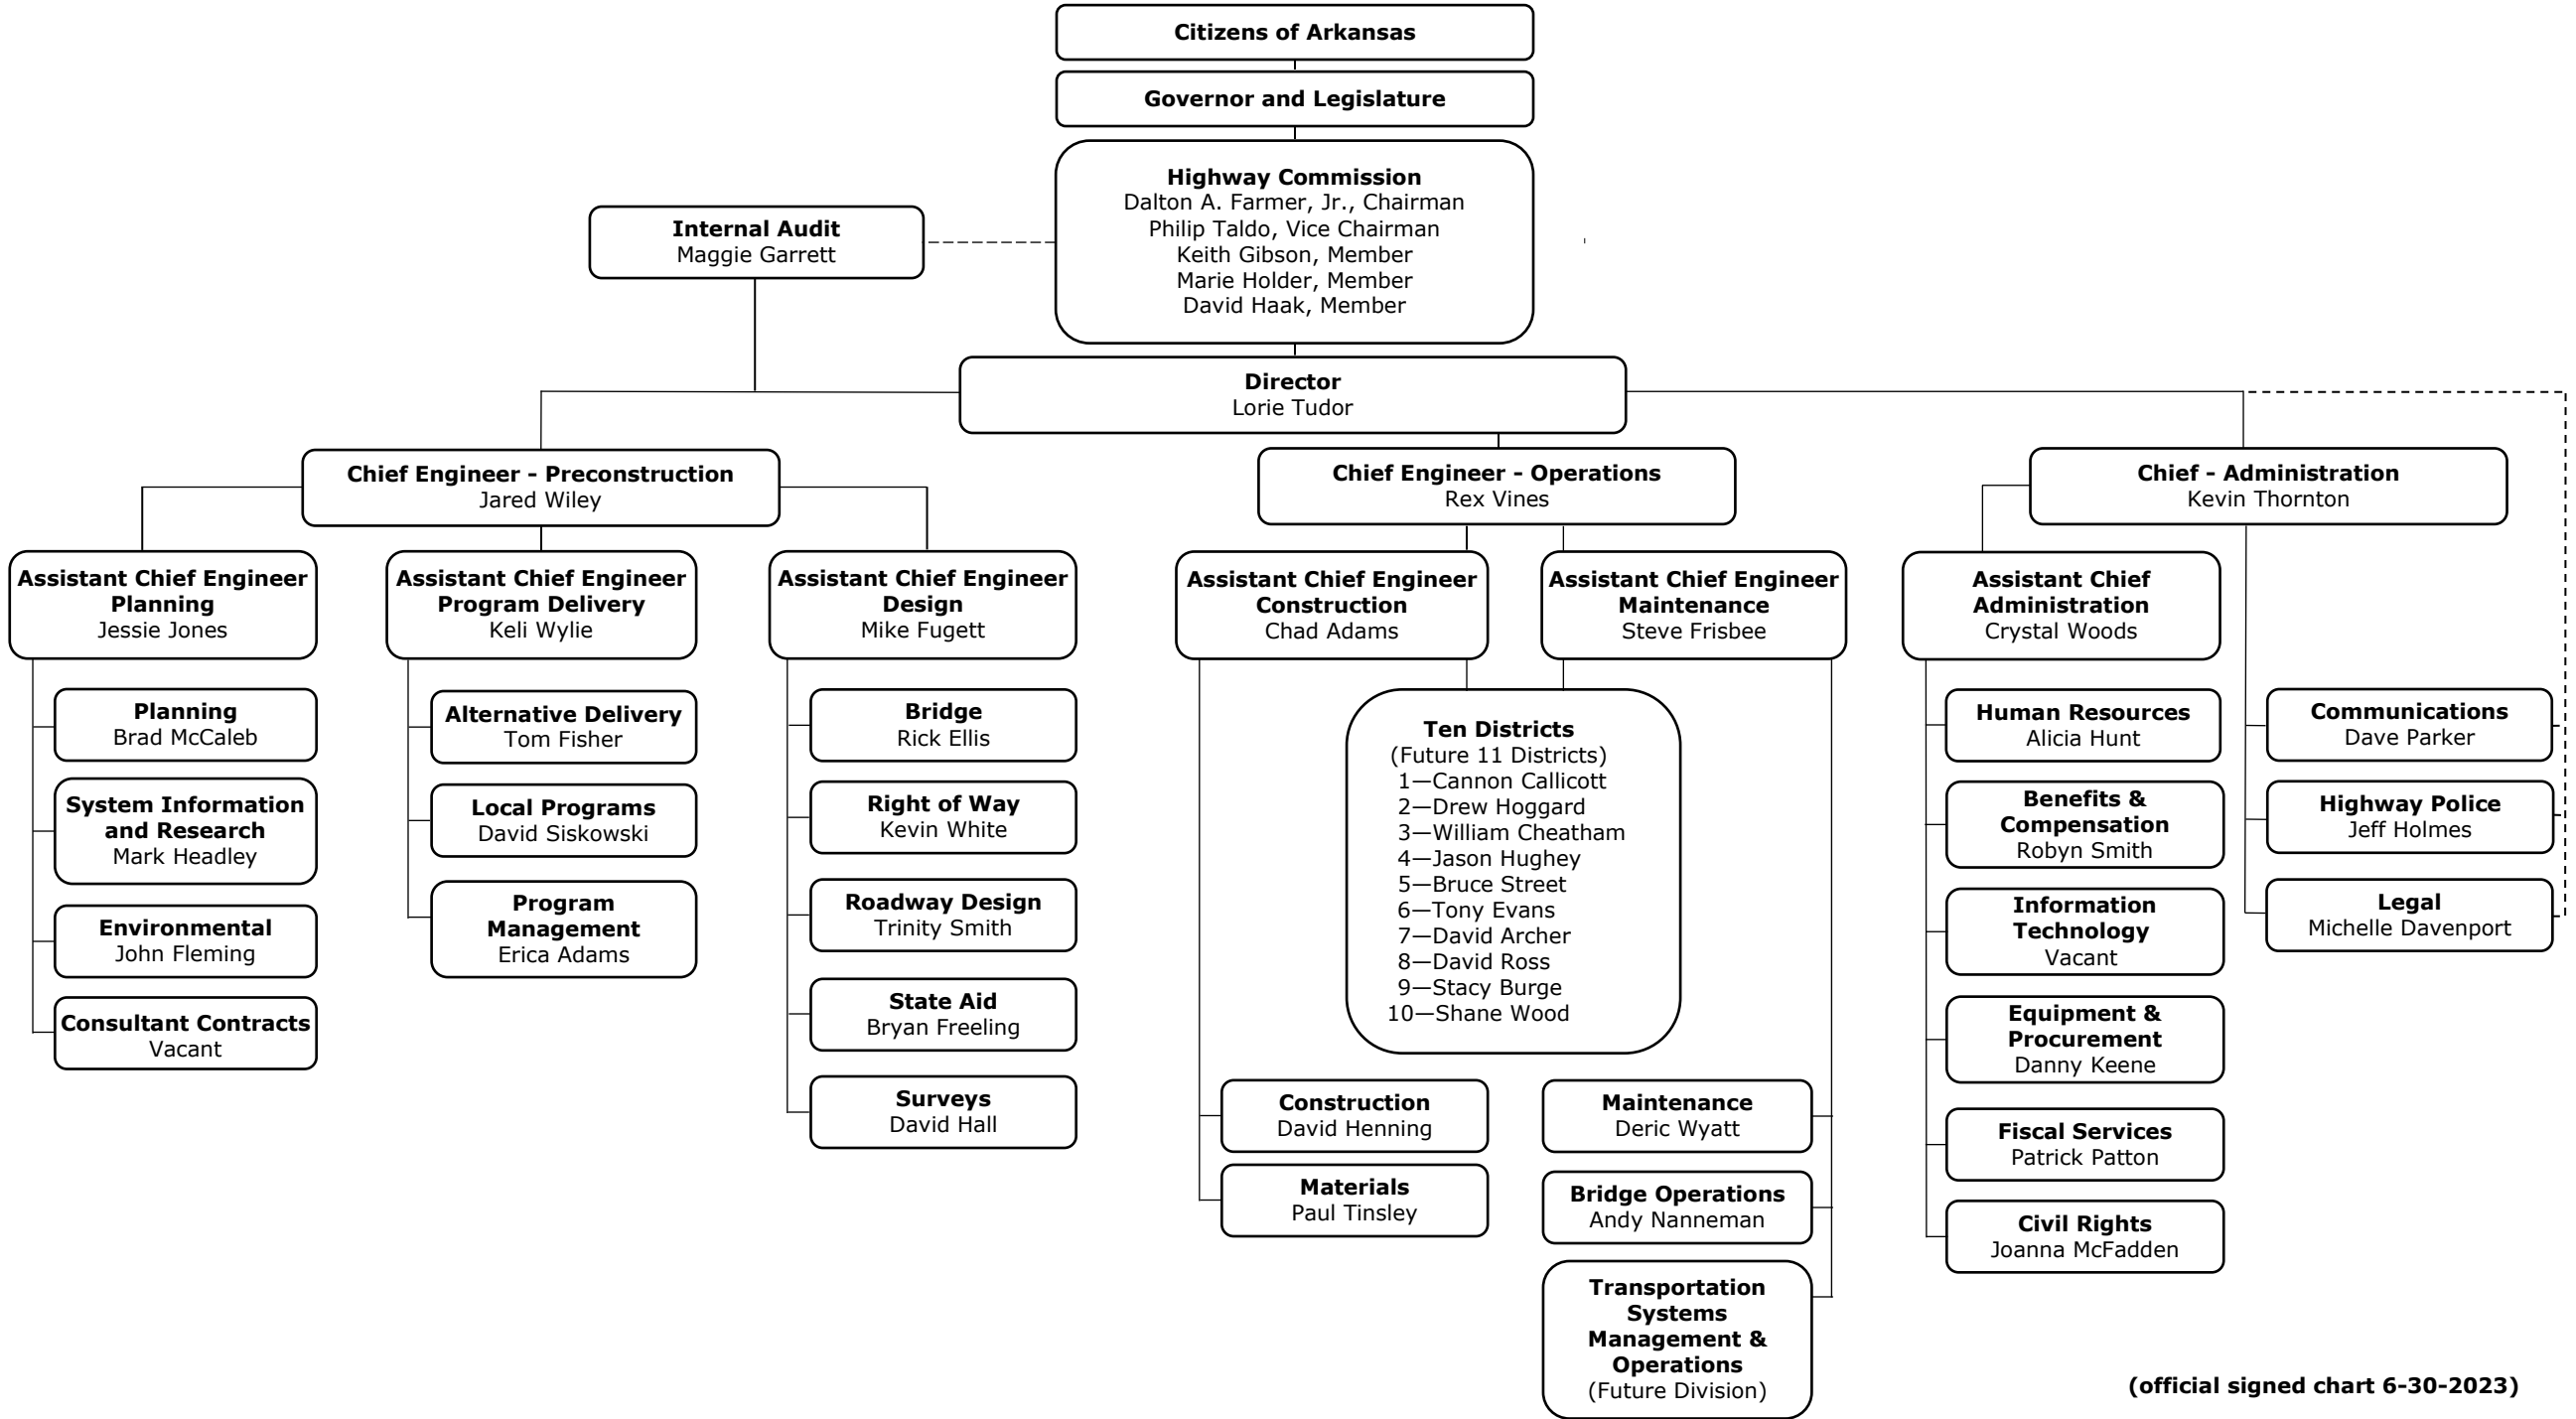 Citizens of Arkansas
Governor and Legislature
Highway Commission
Dalton A. Farmer, Jr., Chairman
Philip Taldo, Vice Chairman
Keith Gibson, Member
Marie Holder, Member
David Haak, Member
Internal Audit
Maggie Garrett
Director
Lorie Tudor
Chief Engineer - Preconstruction
Jared Wiley
Chief Engineer - Operations
Rex Vines
Chief - Administration
Kevin Thornton
Assistant Chief Engineer
Planning
Jessie Jones
Assistant Chief Engineer
Program Delivery
Keli Wylie
Assistant Chief Engineer
Design
Mike Fugett
Assistant Chief Engineer
Construction
Chad Adams
Assistant Chief Engineer
Maintenance
Steve Frisbee
Assistant Chief
Administration
Crystal Woods
Planning
Brad McCaleb
System Information
and Research
Mark Headley
Environmental
John Fleming
Consultant Contracts
Vacant
Alternative Delivery
Tom Fisher
Local Programs
David Siskowski
Program
Management
Erica Adams
Bridge
Rick Ellis
Right of Way
Kevin White
Roadway Design
Trinity Smith
State Aid
Bryan Freeling
Surveys
David Hall
Ten Districts
(Future 11 Districts)
1—Cannon Callicott
2—Drew Hoggard
3—William Cheatham
4—Jason Hughey
5—Bruce Street
6—Tony Evans
7—David Archer
8—David Ross
9—Stacy Burge
10—Shane Wood
Construction
David Henning
Materials
Paul Tinsley
Maintenance
Deric Wyatt
Bridge Operations
Andy Nanneman
Transportation
Systems
Management &
Operations
(Future Division)
Human Resources
Alicia Hunt
Benefits &
Compensation
Robyn Smith
Information
Technology
Vacant
Equipment &
Procurement
Danny Keene
Fiscal Services
Patrick Patton
Civil Rights
Joanna McFadden
Communications
Dave Parker
Highway Police
Jeff Holmes
Legal
Michelle Davenport
(official signed chart 6-30-2023)